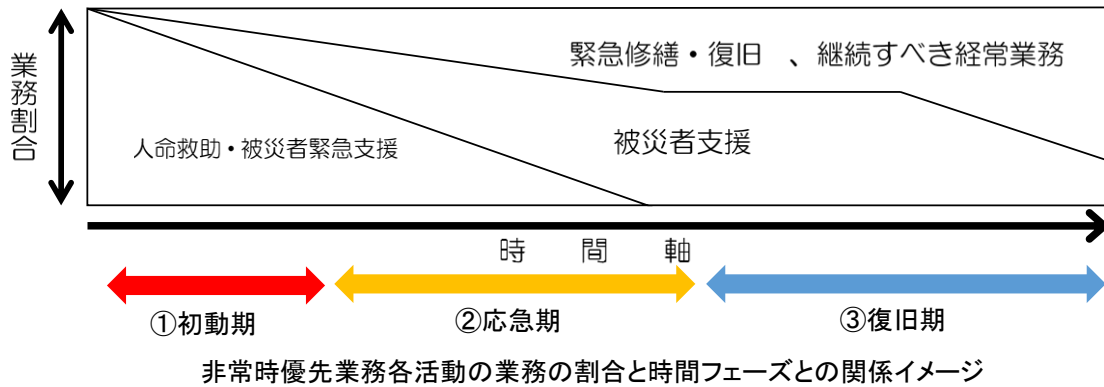 業務割合
緊急修繕・復旧　、継続すべき経常業務
人命救助・被災者緊急支援
被災者支援
時　間　軸
①初動期
②応急期
③復旧期
非常時優先業務各活動の業務の割合と時間フェーズとの関係イメージ